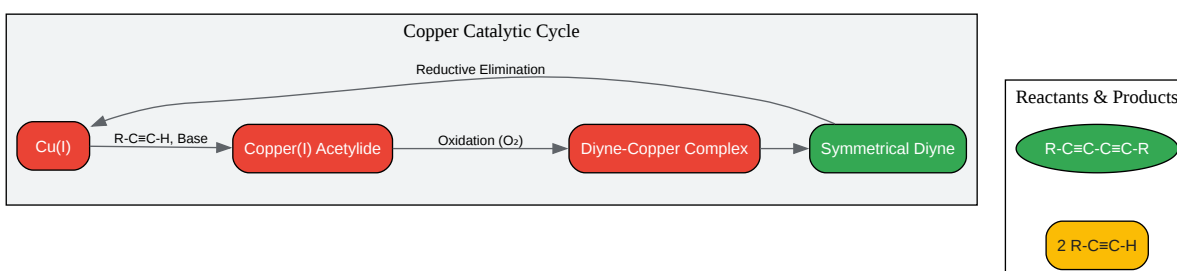 Copper Catalytic Cycle
Reductive Elimination
Cu(I)
R-C≡C-H, Base
Copper(I) Acetylide
Oxidation (O₂)
Diyne-Copper Complex
Symmetrical Diyne
Reactants & Products
R-C≡C-C≡C-R
2 R-C≡C-H